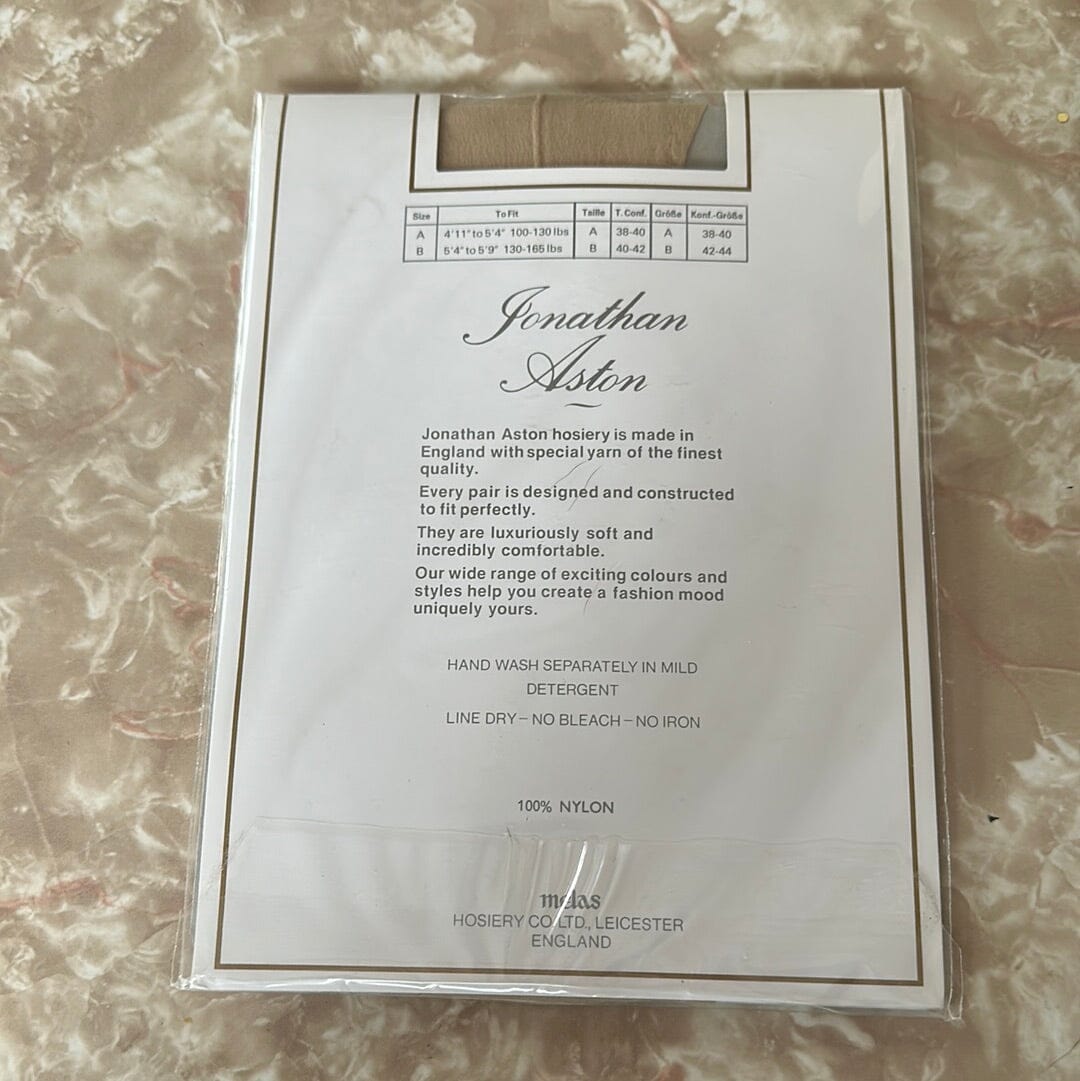 Size To Fit Taille T. Conf. Größe Konf.-Größe
A 4'11" to 5'4" 100-130 lbs A 38-40 A 38-40
B 5'4" to 5'9" 130-165 lbs B 40-42 B 42-44
Jonathan
Aston
Jonathan Aston hosiery is made in
England with special yarn of the finest
quality.
Every pair is designed and constructed
to fit perfectly.
They are luxuriously soft and
incredibly comfortable.
Our wide range of exciting colours and
styles help you create a fashion mood
uniquely yours.
HAND WASH SEPARATELY IN MILD
DETERGENT
LINE DRY – NO BLEACH – NO IRON
100% NYLON
melas
HOSIERY CO LTD., LEICESTER
ENGLAND